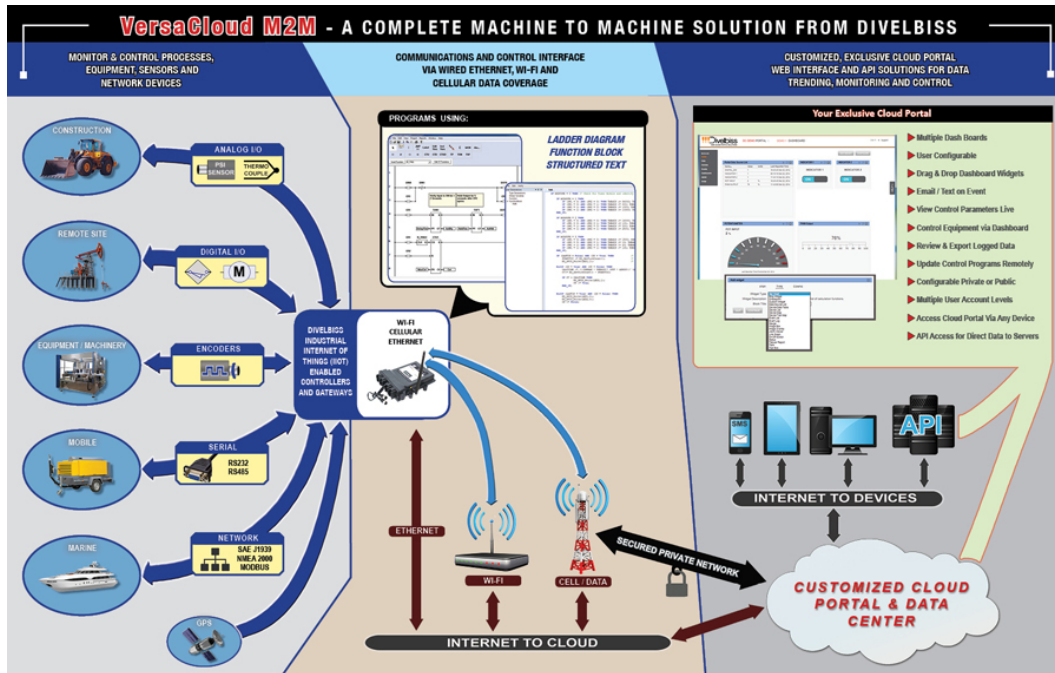 VersaCloud M2M - A COMPLETE MACHINE TO MACHINE SOLUTION FROM DIVELBISS
MONITOR & CONTROL PROCESSES,
EQUIPMENT, SENSORS AND
NETWORK DEVICES
COMMUNICATIONS AND CONTROL INTERFACE
VIA WIRED ETHERNET, WI-FI AND
CELLULAR DATA COVERAGE
CUSTOMIZED, EXCLUSIVE CLOUD PORTAL
WEB INTERFACE AND API SOLUTIONS FOR DATA
TRENDING, MONITORING AND CONTROL
CONSTRUCTION
ANALOG I/O
PSI
SENSOR
THERMO
COUPLE
REMOTE SITE
DIGITAL I/O
M
EQUIPMENT / MACHINERY
ENCODERS
MOBILE
SERIAL
RS232
RS485
MARINE
NETWORK
SAE J1939
NMEA 2000
MODBUS
GPS
PROGRAMS USING:
LADDER DIAGRAM
FUNCTION BLOCK
STRUCTURED TEXT
DIVELBISS
INDUSTRIAL
INTERNET OF
THINGS (IIOT)
ENABLED
CONTROLLERS
AND GATEWAYS
WI-FI
CELLULAR
ETHERNET
ETHERNET
WI-FI
CELL / DATA
INTERNET TO CLOUD
SECURED PRIVATE NETWORK
Your Exclusive Cloud Portal
Divelbiss
75%
Multiple Dash Boards
User Configurable
Drag & Drop Dashboard Widgets
Email / Text on Event
View Control Parameters Live
Control Equipment via Dashboard
Review & Export Logged Data
Update Control Programs Remotely
Configurable Private or Public
Multiple User Account Levels
Access Cloud Portal Via Any Device
API Access for Direct Data to Servers
SMS
API
INTERNET TO DEVICES
CUSTOMIZED CLOUD
PORTAL & DATA
CENTER